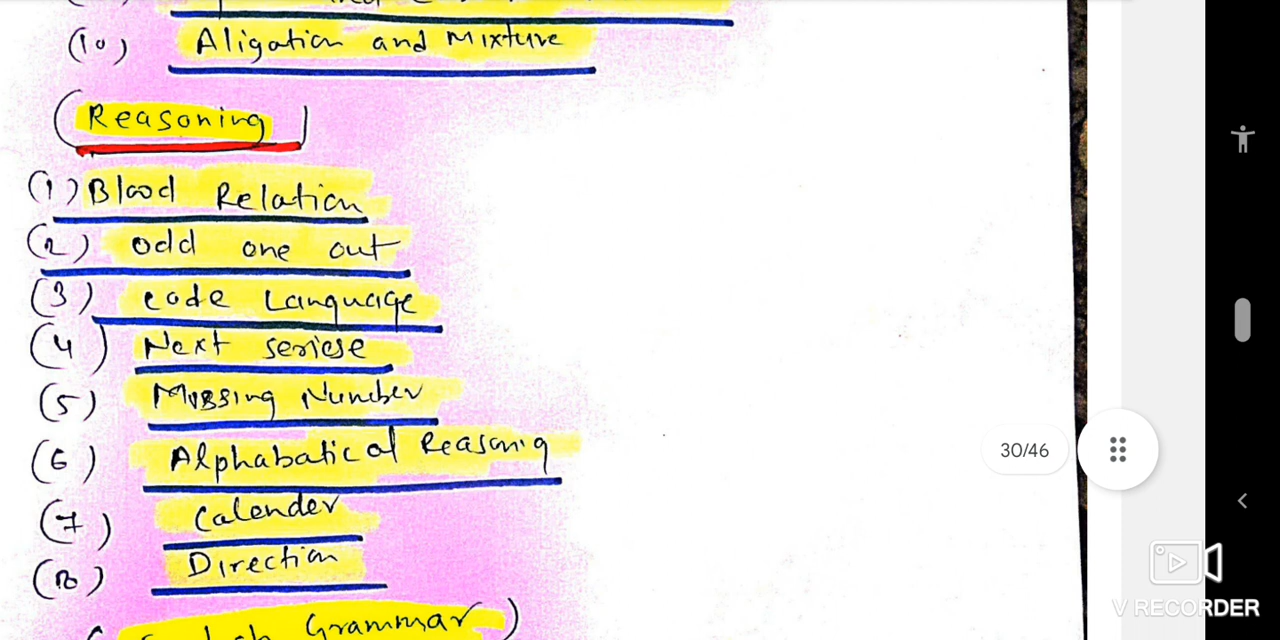 (10) Aligation and Mixture
(Reasoning)
(1) Blood Relation
(2) odd one out
(3) code Language
(4) Next seriese
(5) Missing Number
(6) Alphabatical Reasonig
(7) Calender
(8) Direction
Grammar)
30/46
V RECORDER